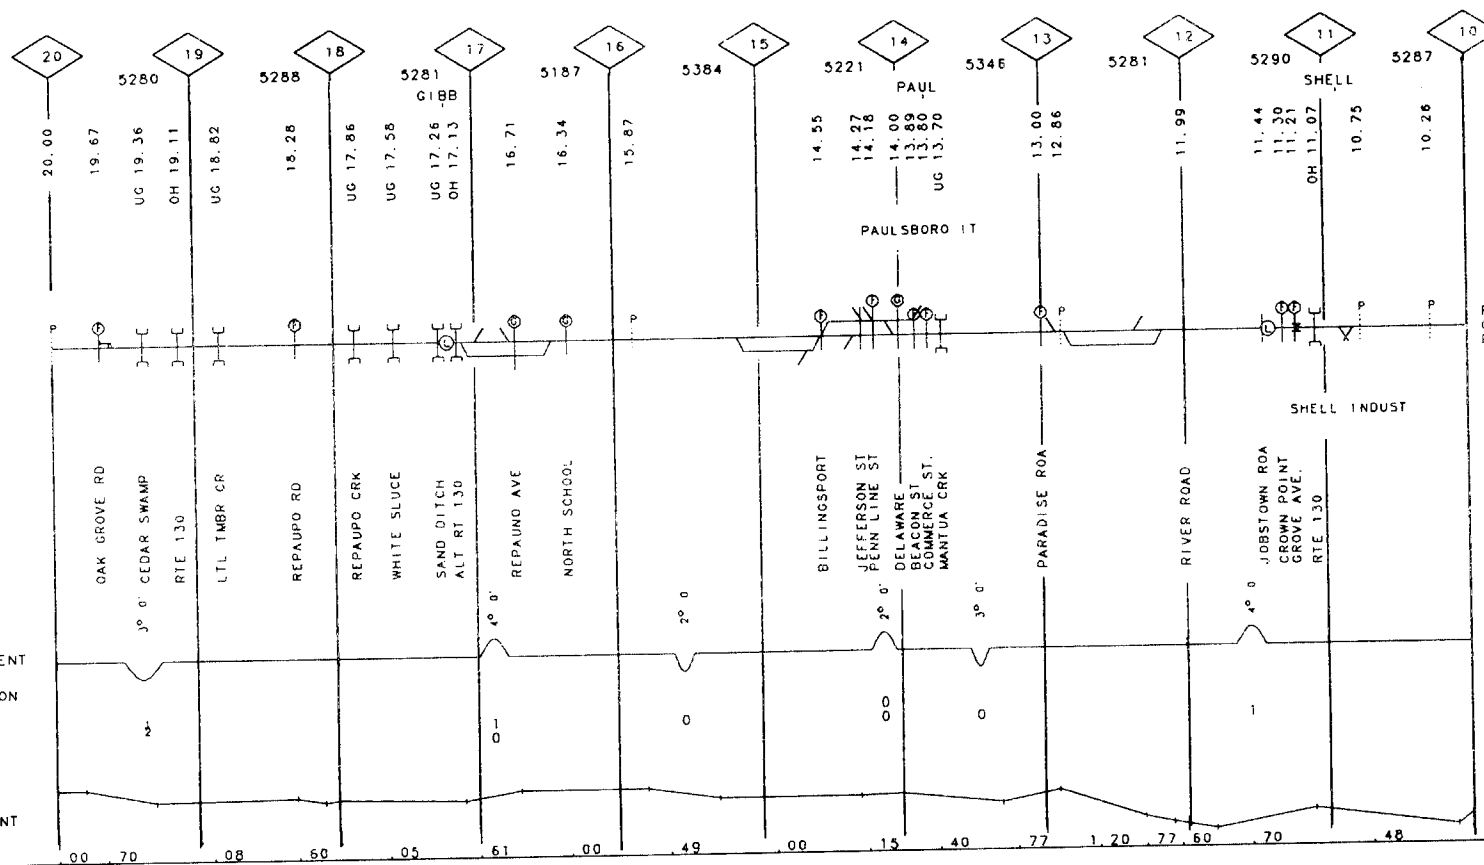 20
19
18
17
16
15
14
13
12
11
10
5280
5288
5281
5187
5384
5221
5346
5281
5290
5287
GIBB
PAUL
SHELL
20.00
19.67
UG 19.36
OH 19.11
UG 18.82
18.28
UG 17.86
UG 17.58
UG 17.26
OH 17.13
16.71
16.34
15.87
14.55
14.27
14.18
14.00
13.89
13.80
UG 13.70
13.00
12.86
11.99
11.44
11.30
11.21
OH 11.07
10.75
10.26
PAULSBORO IT
P
F
L
G
P
F
F
G
F
F
F
P
L
F
F
P
P
SHELL INDUST
OAK GROVE RD
CEDAR SWAMP
RTE 130
LTL TMBR CR
REPAUPO RD
REPAUPO CRK
WHITE SLUCE
SAND DITCH
ALT RT 130
REPAUNO AVE
NORTH SCHOOL
BILLINGSPORT
JEFFERSON ST
PENN LINE ST
DELAWARE
BEACON ST
COMMERCE ST.
MANTUA CRK
PARADISE ROA
RIVER ROAD
JOBSTOWN ROA
CROWN POINT
GROVE AVE.
RTE 130
3° 0'
4° 0'
2° 0
2° 0'
3° 0
4° 0'
ENT
ON
1
0
0
0
0
0
1
NT
.00 .70 .08 .60 .05 .61 .00 .49 .00 .15 .40 .77 1.20 .77 .60 .70 .48